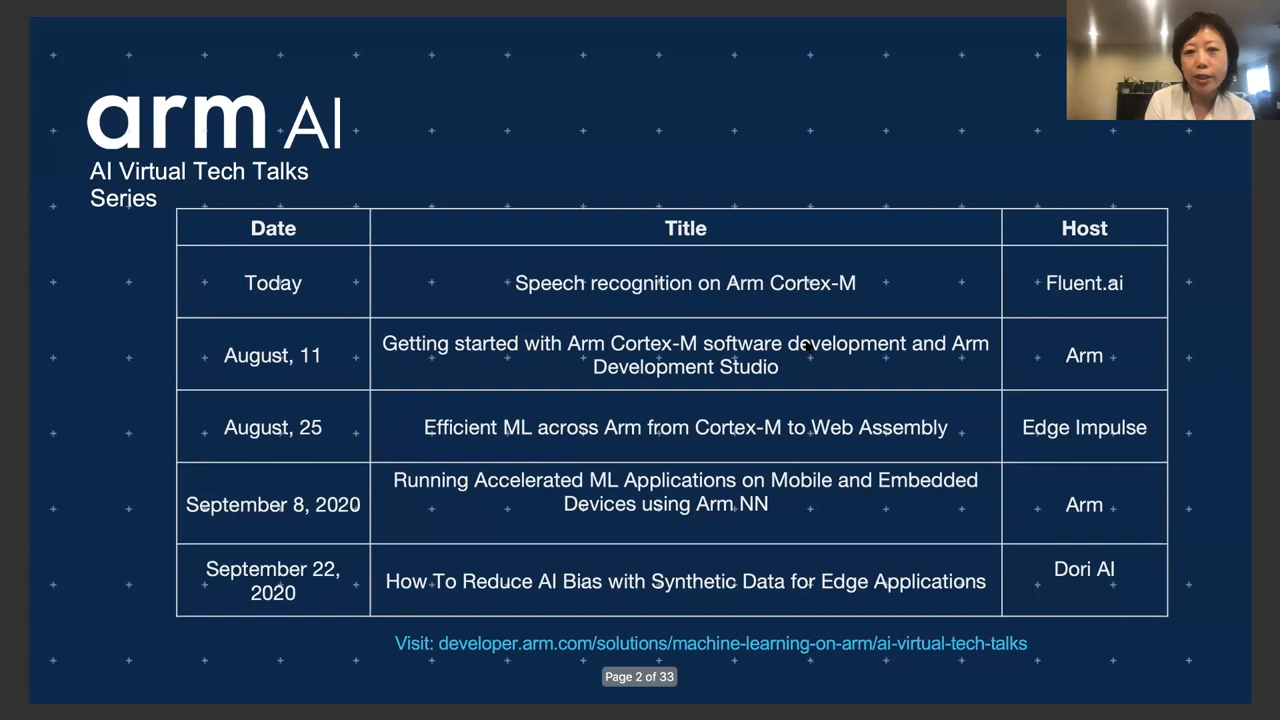 arm AI
AI Virtual Tech Talks
Series
Date Title Host
Today Speech recognition on Arm Cortex-M Fluent.ai
August, 11 Getting started with Arm Cortex-M software development and Arm
Development Studio Arm
August, 25 Efficient ML across Arm from Cortex-M to Web Assembly Edge Impulse
September 8, 2020 Running Accelerated ML Applications on Mobile and Embedded
Devices using Arm NN Arm
September 22,
2020 How To Reduce AI Bias with Synthetic Data for Edge Applications Dori AI
Visit: developer.arm.com/solutions/machine-learning-on-arm/ai-virtual-tech-talks
Page 2 of 33